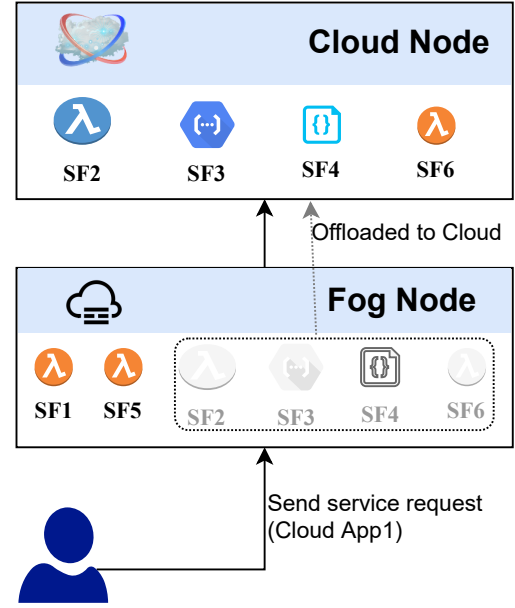 Cloud Node
SF2 SF3 SF4 SF6
Offloaded to Cloud
Fog Node
SF1 SF5 SF2 SF3 SF4 SF6
Send service request
(Cloud App1)